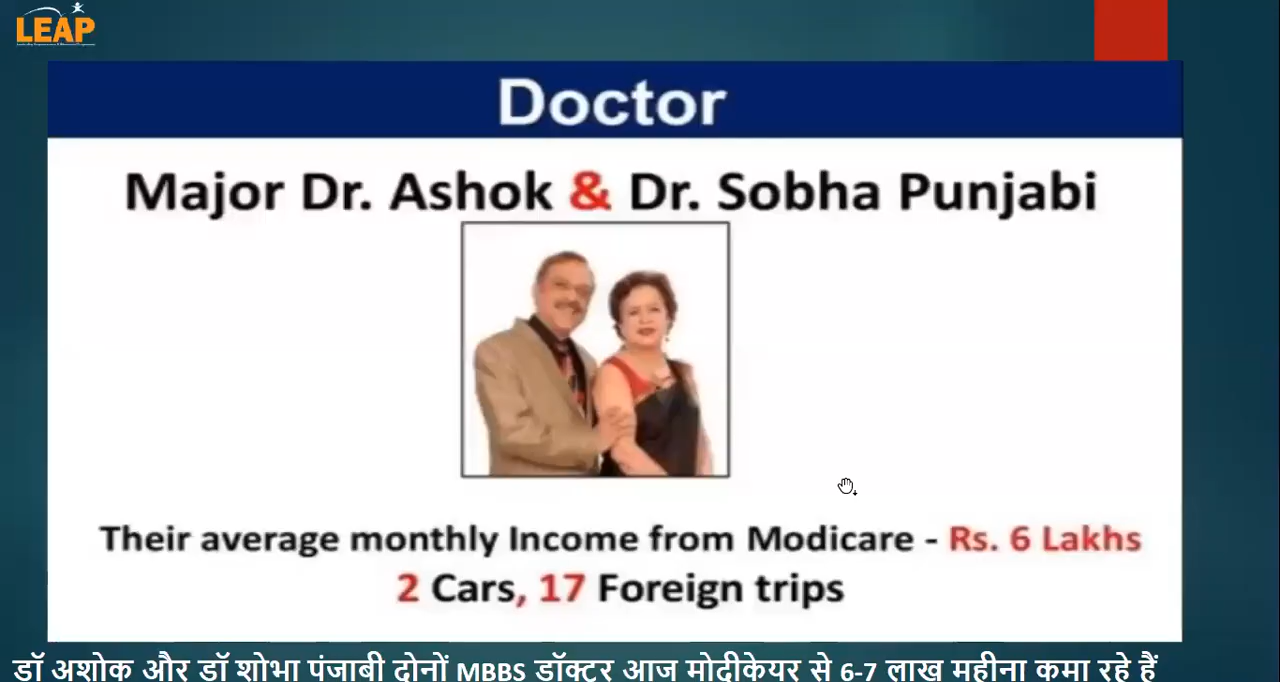 LEAP
Doctor
Major Dr. Ashok & Dr. Sobha Punjabi
Their average monthly Income from Modicare - Rs. 6 Lakhs
2 Cars, 17 Foreign trips
डॉ अशोक और डॉ शोभा पंजाबी दोनों MBBS डॉक्टर आज मोदीकेयर से 6-7 लाख महीना कमा रहे हैं